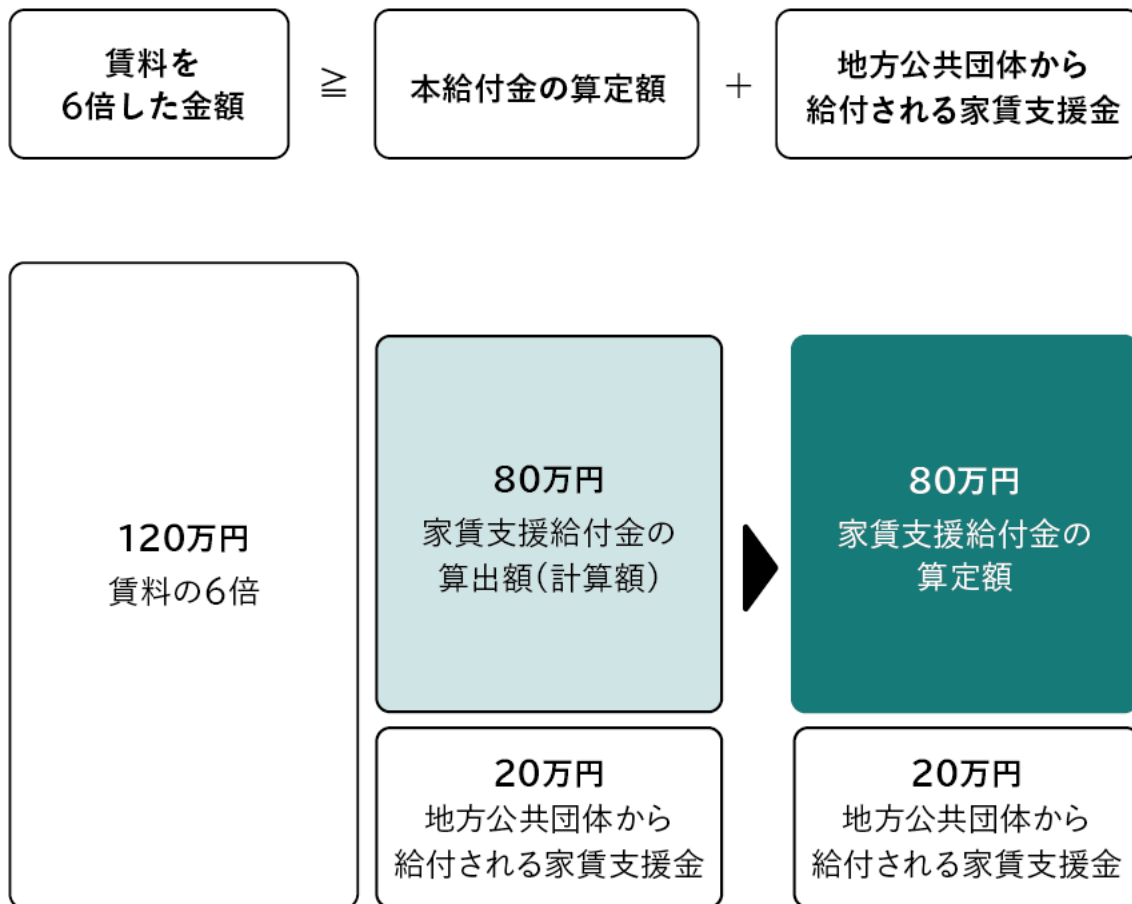 賃料を
6倍した金額
≧
本給付金の算定額
+
地方公共団体から
給付される家賃支援金
120万円
賃料の6倍
80万円
家賃支援給付金の
算出額(計算額)
20万円
地方公共団体から
給付される家賃支援金
80万円
家賃支援給付金の
算定額
20万円
地方公共団体から
給付される家賃支援金